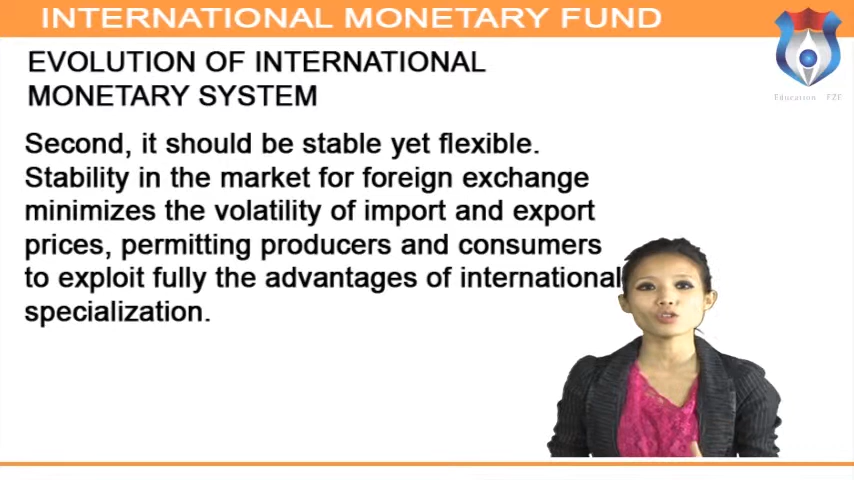 INTERNATIONAL MONETARY FUND
EVOLUTION OF INTERNATIONAL
MONETARY SYSTEM
Second, it should be stable yet flexible.
Stability in the market for foreign exchange
minimizes the volatility of import and export
prices, permitting producers and consumers
to exploit fully the advantages of international
specialization.
Education